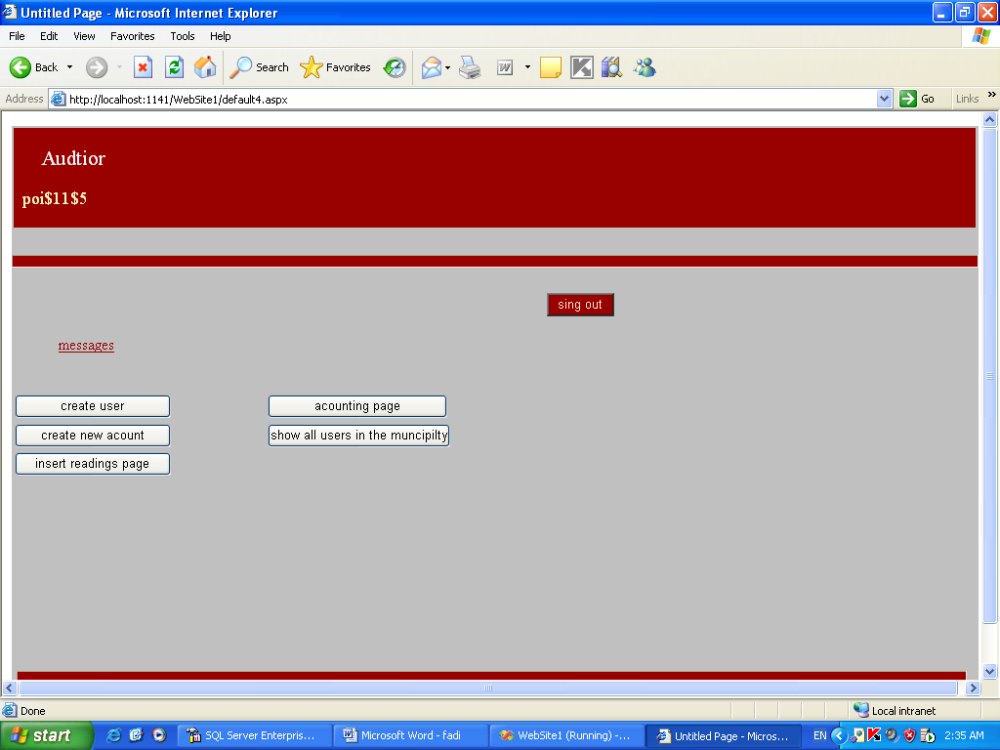 Untitled Page - Microsoft Internet Explorer
File Edit View Favorites Tools Help
Back Search Favorites
Address http://localhost:1141/WebSite1/default4.aspx Go Links »
Audtior
poi$11$5
sing out
messages
create user acounting page
create new acount show all users in the muncipilty
insert readings page
Done Local intranet
start SQL Server Enterpris... Microsoft Word - fadi WebSite1 (Running) -... Untitled Page - Micros... EN 2:35 AM